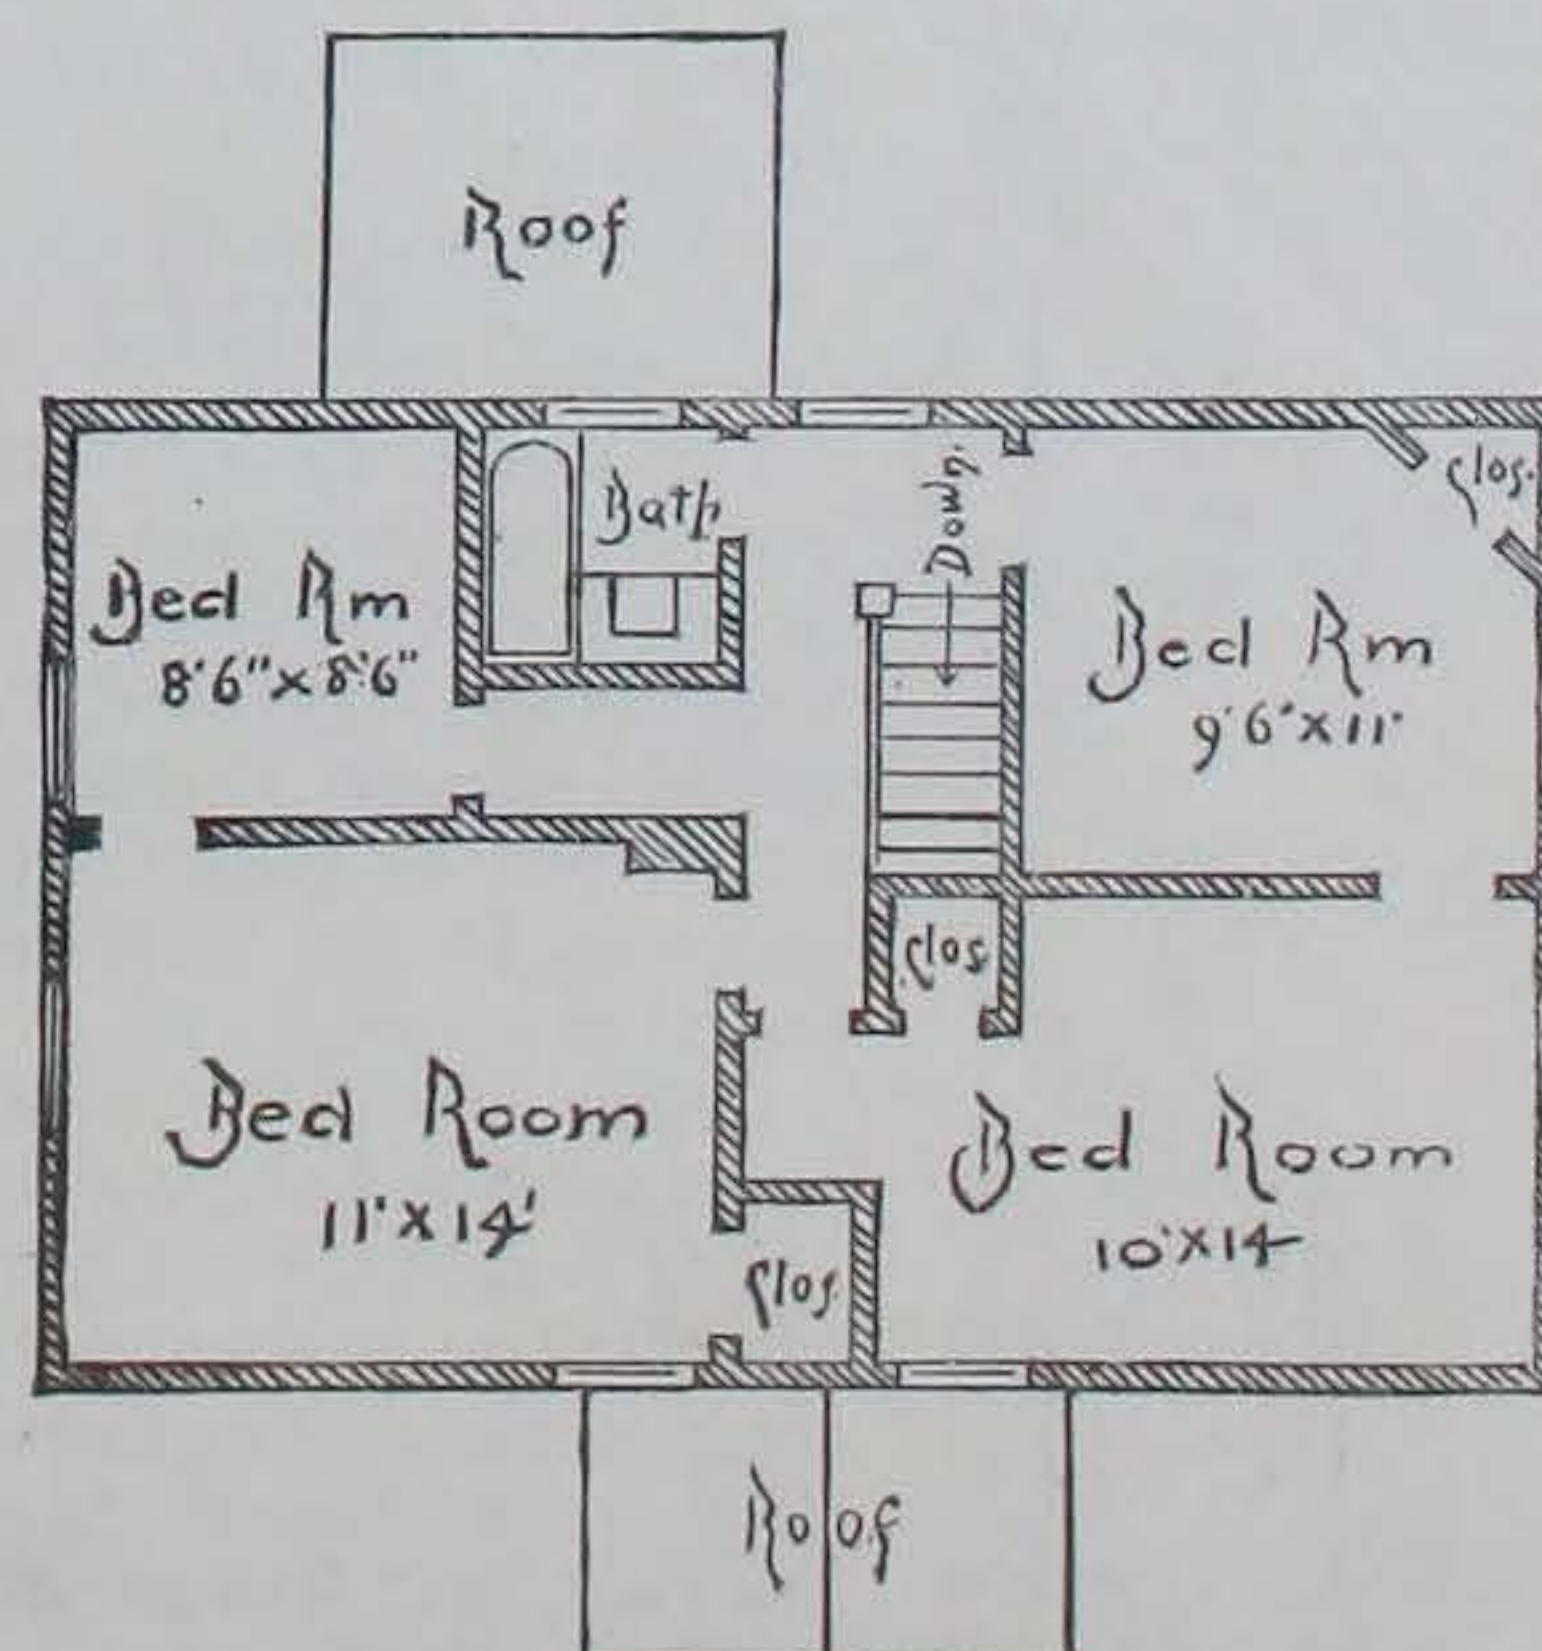 Roof
Bath
Down.
Clos.
Bed Rm
8'6"x8'6"
Bed Rm
9'6"x11'
Clos
Bed Room
11'x14'
Bed Room
10'x14
Clos.
Roof